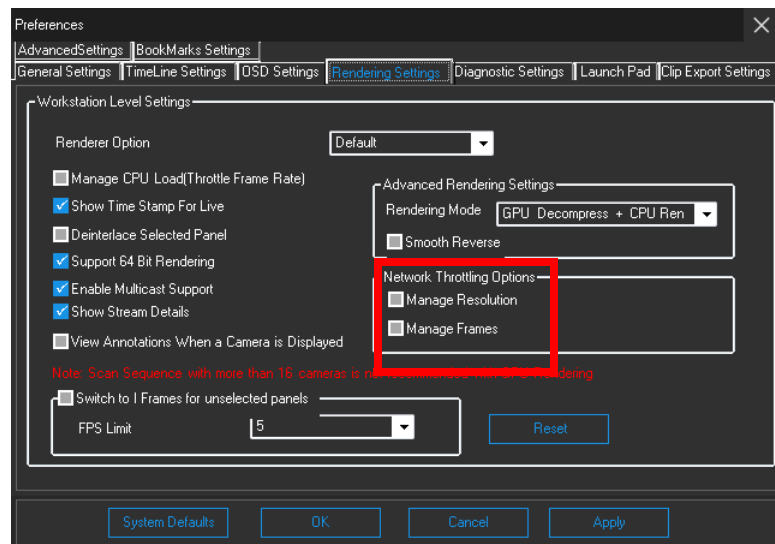 Preferences
AdvancedSettings BookMarks Settings
General Settings TimeLine Settings OSD Settings Rendering Settings Diagnostic Settings Launch Pad Clip Export Settings
Workstation Level Settings
Renderer Option Default
Manage CPU Load(Throttle Frame Rate)
Show Time Stamp For Live
Deinterlace Selected Panel
Support 64 Bit Rendering
Enable Multicast Support
Show Stream Details
View Annotations When a Camera is Displayed
Advanced Rendering Settings
Rendering Mode GPU Decompress + CPU Ren
Smooth Reverse
Network Throttling Options
Manage Resolution
Manage Frames
Note: Scan Sequence with more than 16 cameras is not recommended with GPU Rendering
Switch to I Frames for unselected panels
FPS Limit 5
Reset
System Defaults OK Cancel Apply